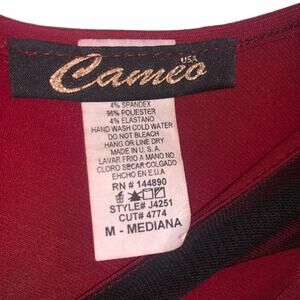 USA
Cameo
4% SPANDEX
96% POLIESTER
4% ELASTANO
HAND WASH COLD WATER
DO NOT BLEACH
HANG OR LINE DRY
MADE IN U.S.A.
LAVAR FRIO A MANO NO
CLORO SECAR COLGADO
EHCHO EN E.U.A
RN # 144890
STYLE# J4251
CUT# 4774
M - MEDIANA